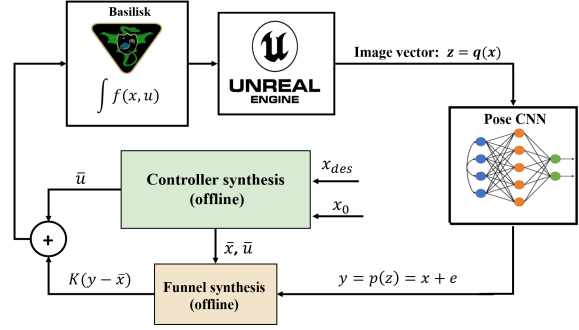 Basilisk
∫ f(x, u)
UNREAL
ENGINE
Image vector: z = q(x)
Pose CNN
Controller synthesis
(offline)
x_des
x_0
ū
x̄, ū
+
K(y − x̄)
Funnel synthesis
(offline)
y = p(z) = x + e